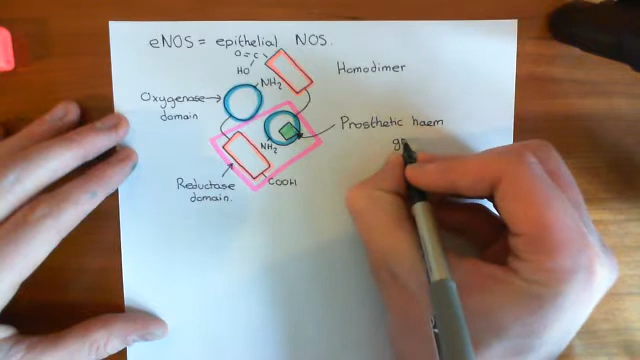 eNOS = epithelial NOS.
O=C
HO
NH₂
Homodimer
Oxygenase
domain
Prosthetic haem
g
NH₂
COOH
Reductase
domain.